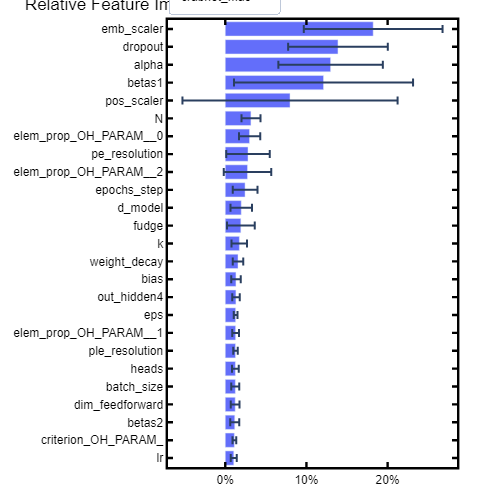 Relative Feature Im
emb_scaler
dropout
alpha
betas1
pos_scaler
N
elem_prop_OH_PARAM__0
pe_resolution
elem_prop_OH_PARAM__2
epochs_step
d_model
fudge
k
weight_decay
bias
out_hidden4
eps
elem_prop_OH_PARAM__1
ple_resolution
heads
batch_size
dim_feedforward
betas2
criterion_OH_PARAM_
lr
0%
10%
20%